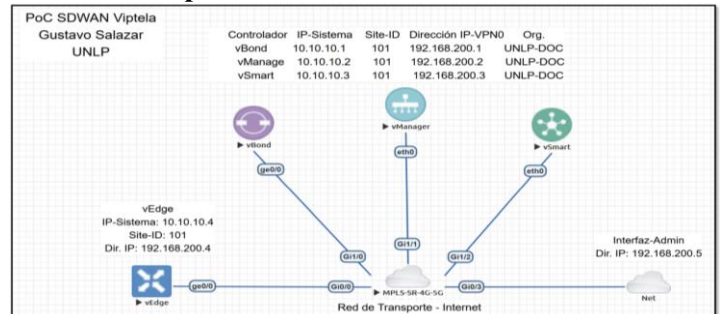 PoC SDWAN Viptela
Gustavo Salazar
UNLP
Controlador IP-Sistema Site-ID Dirección IP-VPN0 Org.
vBond 10.10.10.1 101 192.168.200.1 UNLP-DOC
vManage 10.10.10.2 101 192.168.200.2 UNLP-DOC
vSmart 10.10.10.3 101 192.168.200.3 UNLP-DOC
vManager
vBond
vSmart
eth0
ge0/0
eth0
vEdge
IP-Sistema: 10.10.10.4
Site-ID: 101
Dir. IP: 192.168.200.4
Gi1/0
Gi1/1
Gi1/2
Interfaz-Admin
Dir. IP: 192.168.200.5
vEdge
ge0/0
Gi0/0
MPLS-SR-4G-5G
Gi0/3
Net
Red de Transporte - Internet